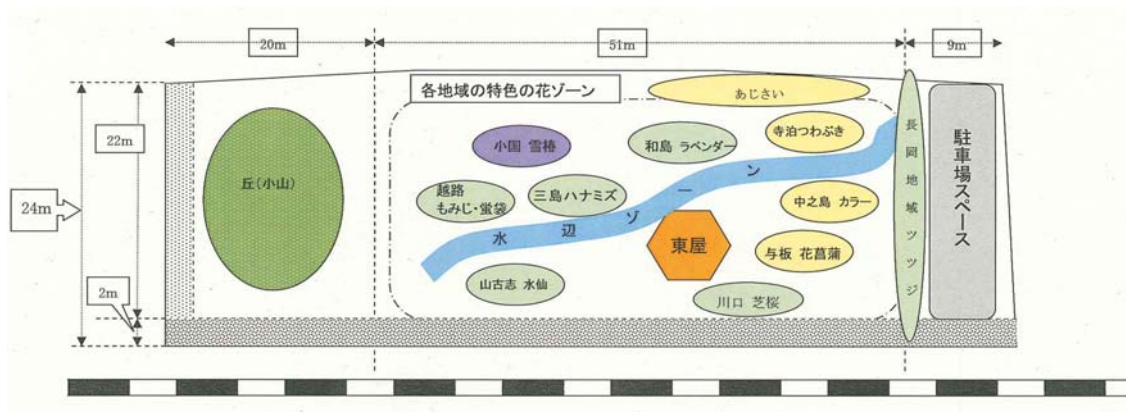 20m
51m
9m
各地域の特色の花ゾーン
あじさい
22m
24m
2m
丘(小山)
小国 雪椿
和島 ラベンダー
寺泊つわぶき
越路
もみじ・蛍袋
三島ハナミズ
中之島 カラー
水辺ゾーン
東屋
与板 花菖蒲
山古志 水仙
川口 芝桜
長岡地域ツツジ
駐車場スペース